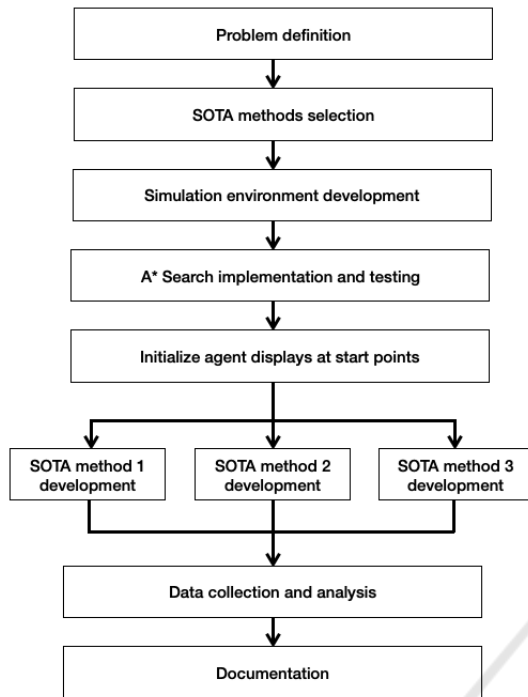 Problem definition
SOTA methods selection
Simulation environment development
A* Search implementation and testing
Initialize agent displays at start points
SOTA method 1
development
SOTA method 2
development
SOTA method 3
development
Data collection and analysis
Documentation